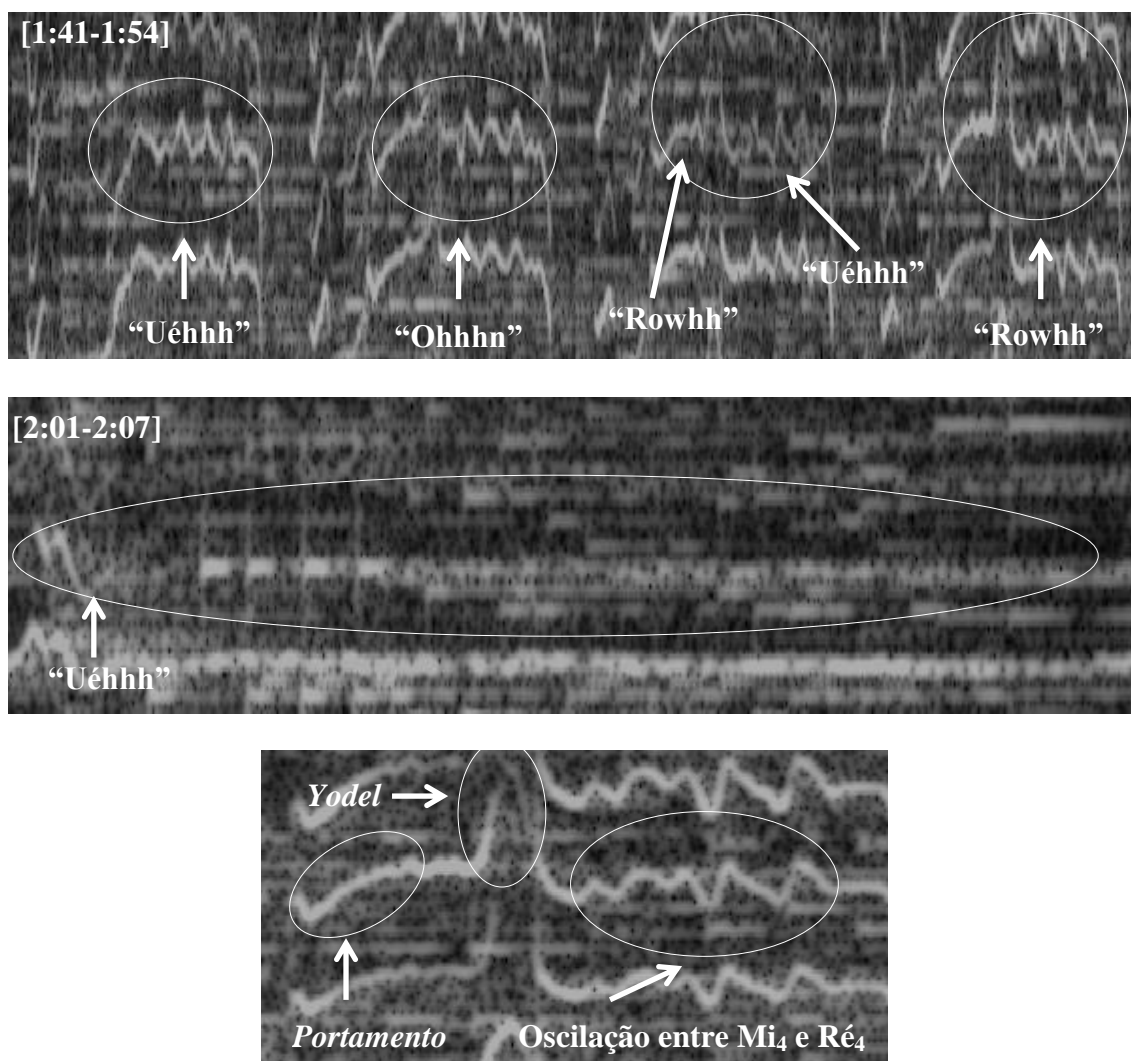 [1:41-1:54]
“Uéhhh”
“Ohhhn”
“Rowhh”
“Uéhhh”
“Rowhh”
[2:01-2:07]
“Uéhhh”
Yodel
Portamento
Oscilação entre Mi₄ e Ré₄